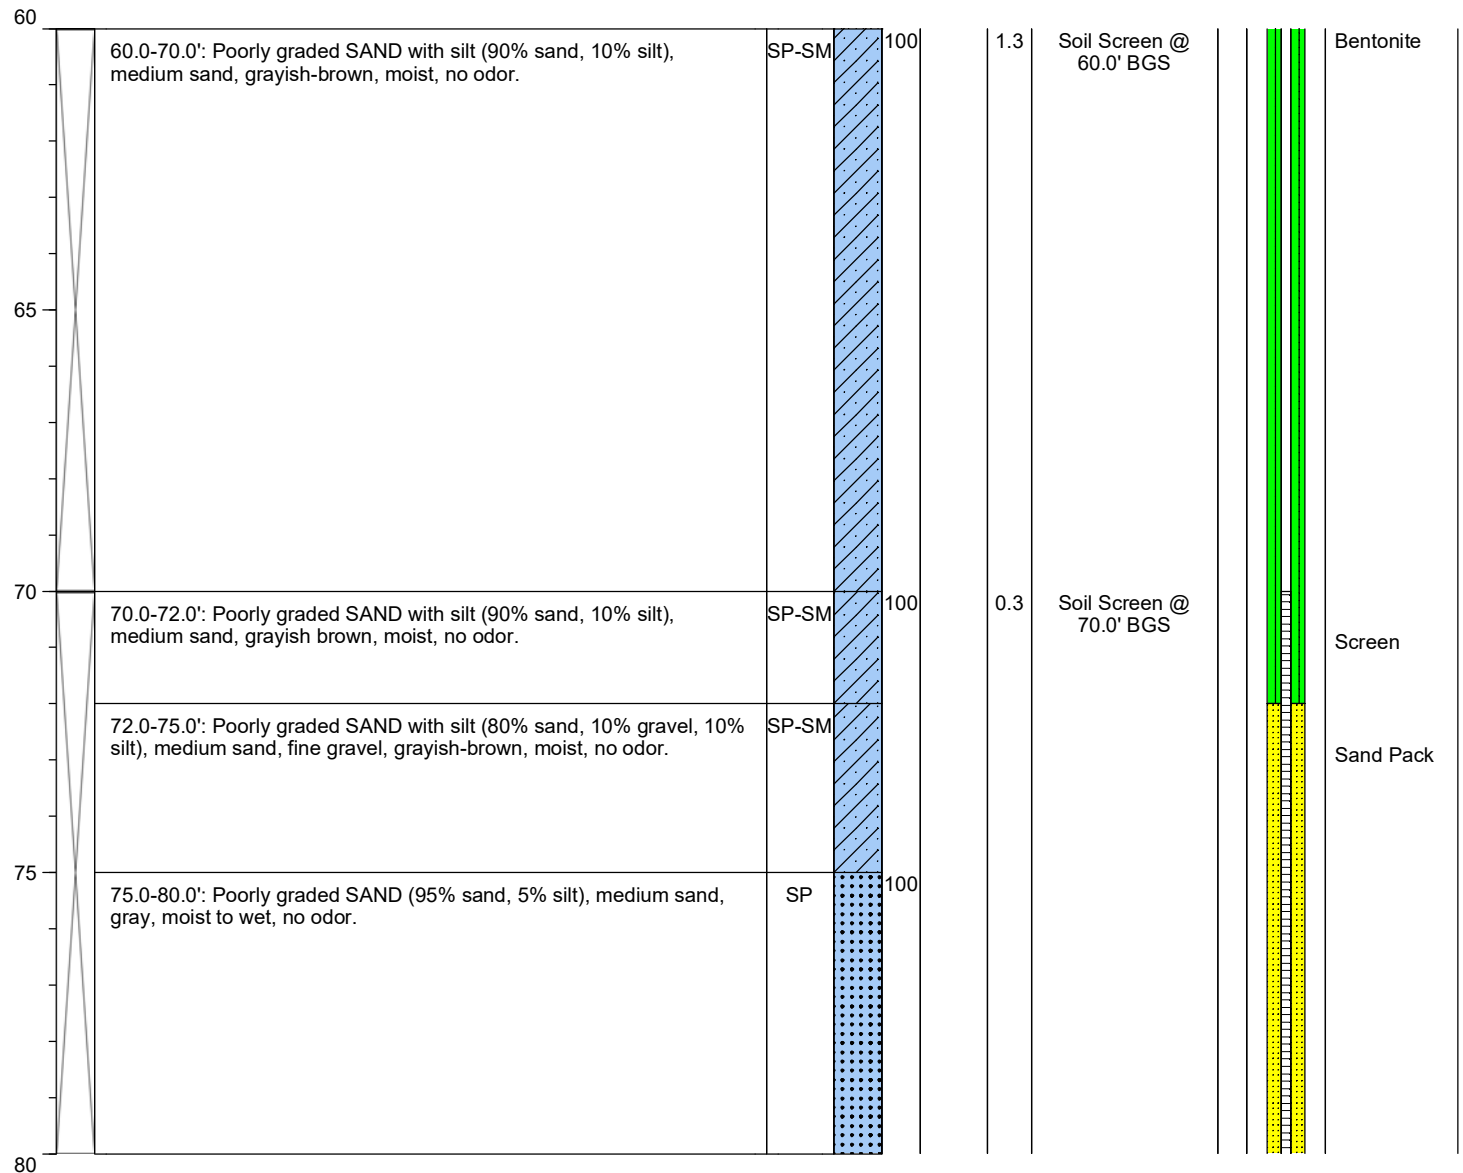 60
60.0-70.0': Poorly graded SAND with silt (90% sand, 10% silt),
medium sand, grayish-brown, moist, no odor.
SP-SM
100
1.3
Soil Screen @
60.0' BGS
Bentonite
65
70
70.0-72.0': Poorly graded SAND with silt (90% sand, 10% silt),
medium sand, grayish brown, moist, no odor.
SP-SM
100
0.3
Soil Screen @
70.0' BGS
Screen
72.0-75.0': Poorly graded SAND with silt (80% sand, 10% gravel, 10%
silt), medium sand, fine gravel, grayish-brown, moist, no odor.
SP-SM
Sand Pack
75
75.0-80.0': Poorly graded SAND (95% sand, 5% silt), medium sand,
gray, moist to wet, no odor.
SP
100
80